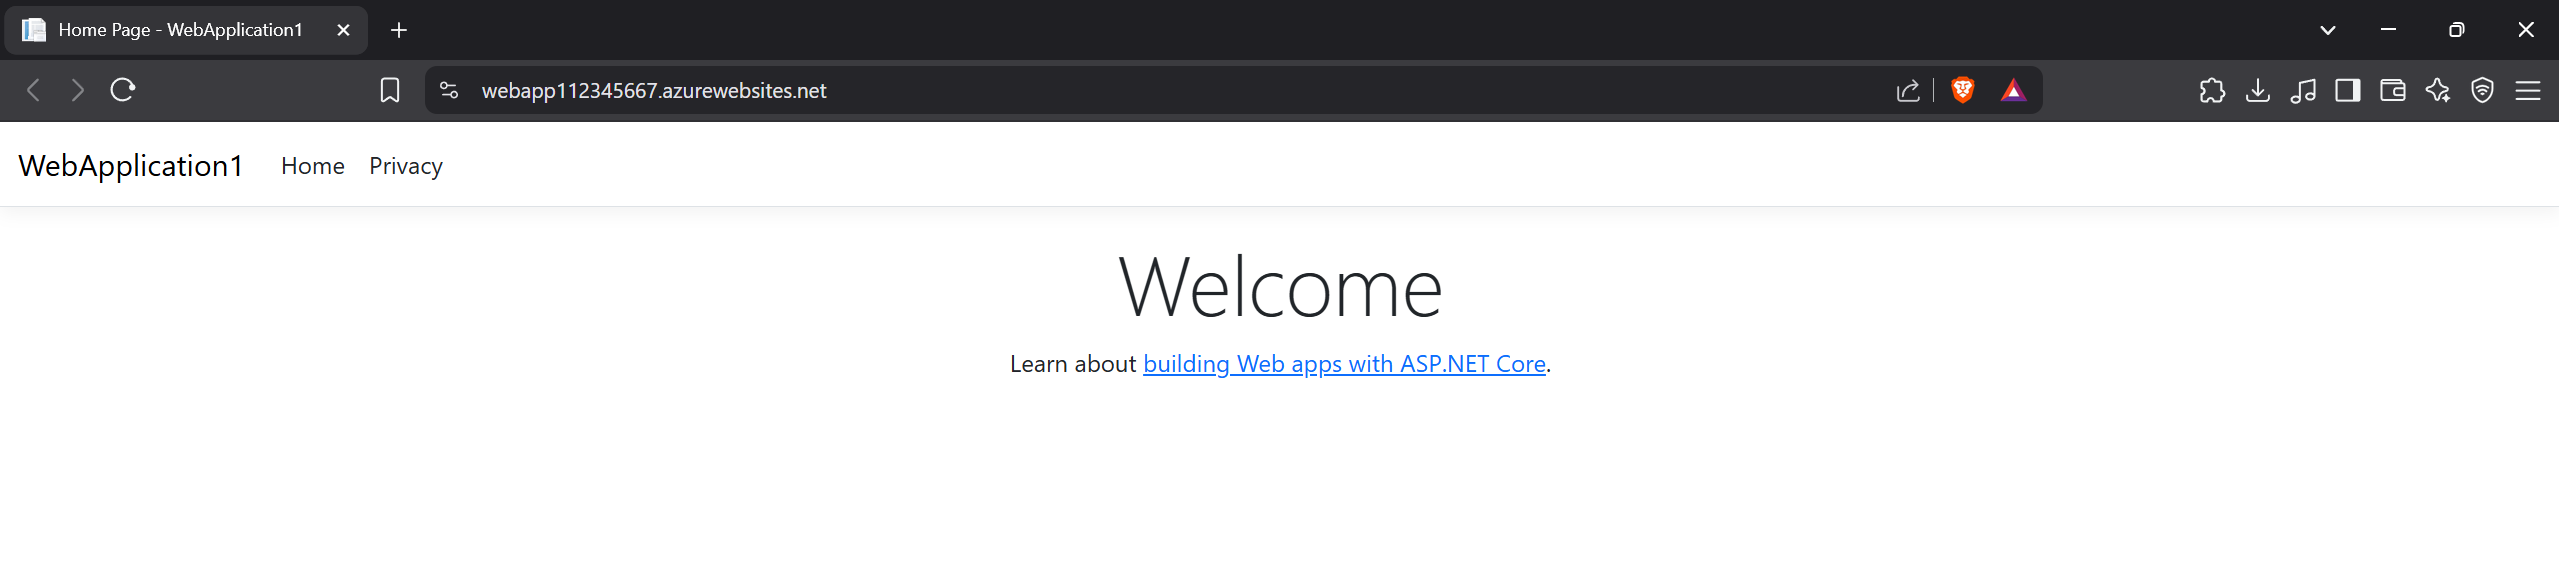 Home Page - WebApplication1
webapp112345667.azurewebsites.net
WebApplication1 Home Privacy
Welcome
Learn about building Web apps with ASP.NET Core.